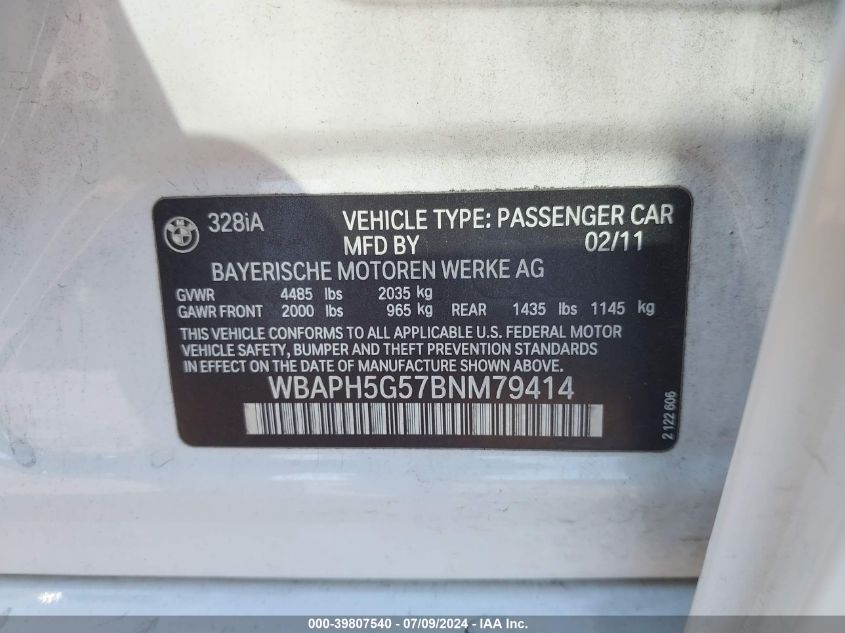 328iA VEHICLE TYPE: PASSENGER CAR
MFD BY 02/11
BAYERISCHE MOTOREN WERKE AG
GVWR 4485 lbs 2035 kg
GAWR FRONT 2000 lbs 965 kg REAR 1435 lbs 1145 kg
THIS VEHICLE CONFORMS TO ALL APPLICABLE U.S. FEDERAL MOTOR
VEHICLE SAFETY, BUMPER AND THEFT PREVENTION STANDARDS
IN EFFECT ON THE DATE OF MANUFACTURE SHOWN ABOVE.
WBAPH5G57BNM79414
2 122 606
000-39807540 - 07/09/2024 - IAA Inc.